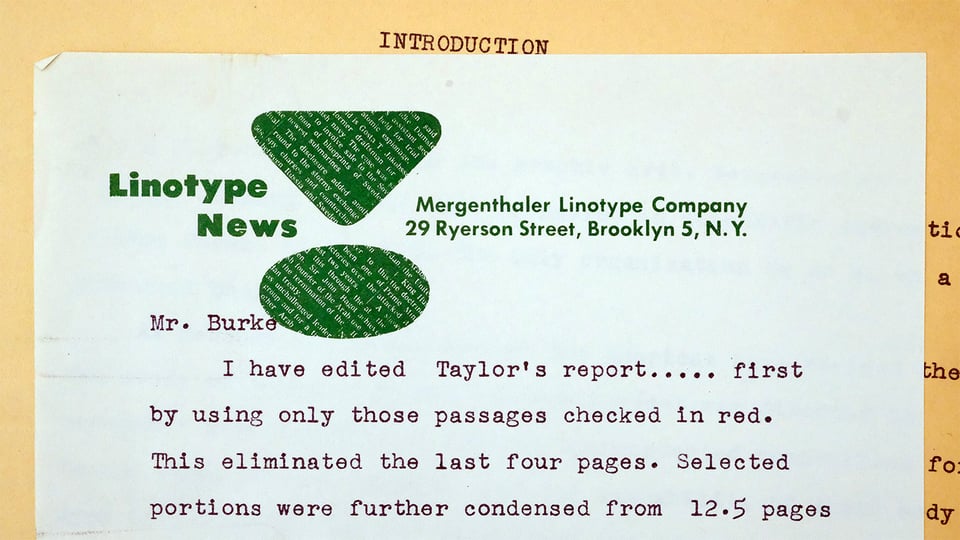 INTRODUCTION
Linotype
News
Mergenthaler Linotype Company
29 Ryerson Street, Brooklyn 5, N.Y.
Mr. Burke
I have edited Taylor's report..... first
by using only those passages checked in red.
This eliminated the last four pages. Selected
portions were further condensed from 12.5 pages
a
the